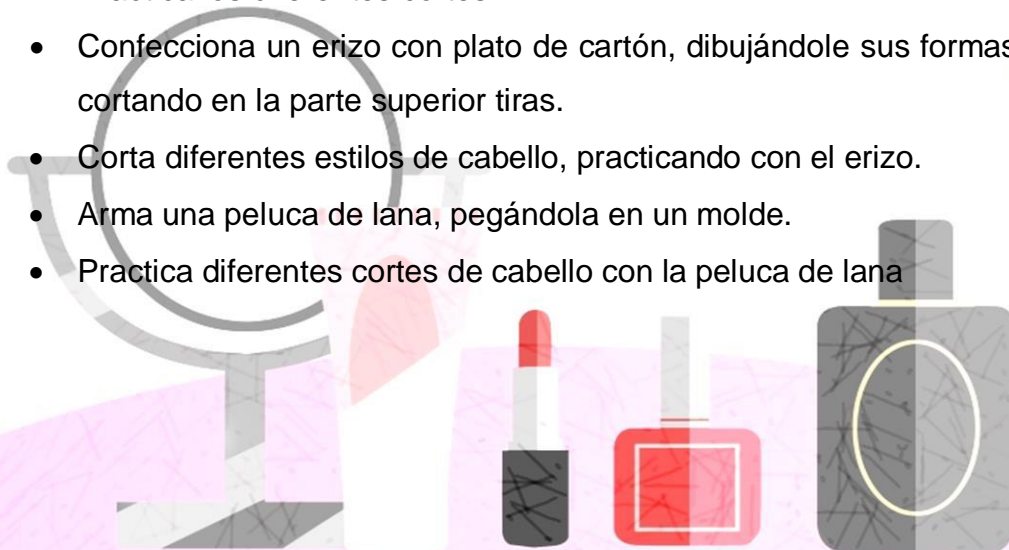 • Confecciona un erizo con plato de cartón, dibujándole sus formas
cortando en la parte superior tiras.
• Corta diferentes estilos de cabello, practicando con el erizo.
• Arma una peluca de lana, pegándola en un molde.
• Practica diferentes cortes de cabello con la peluca de lana